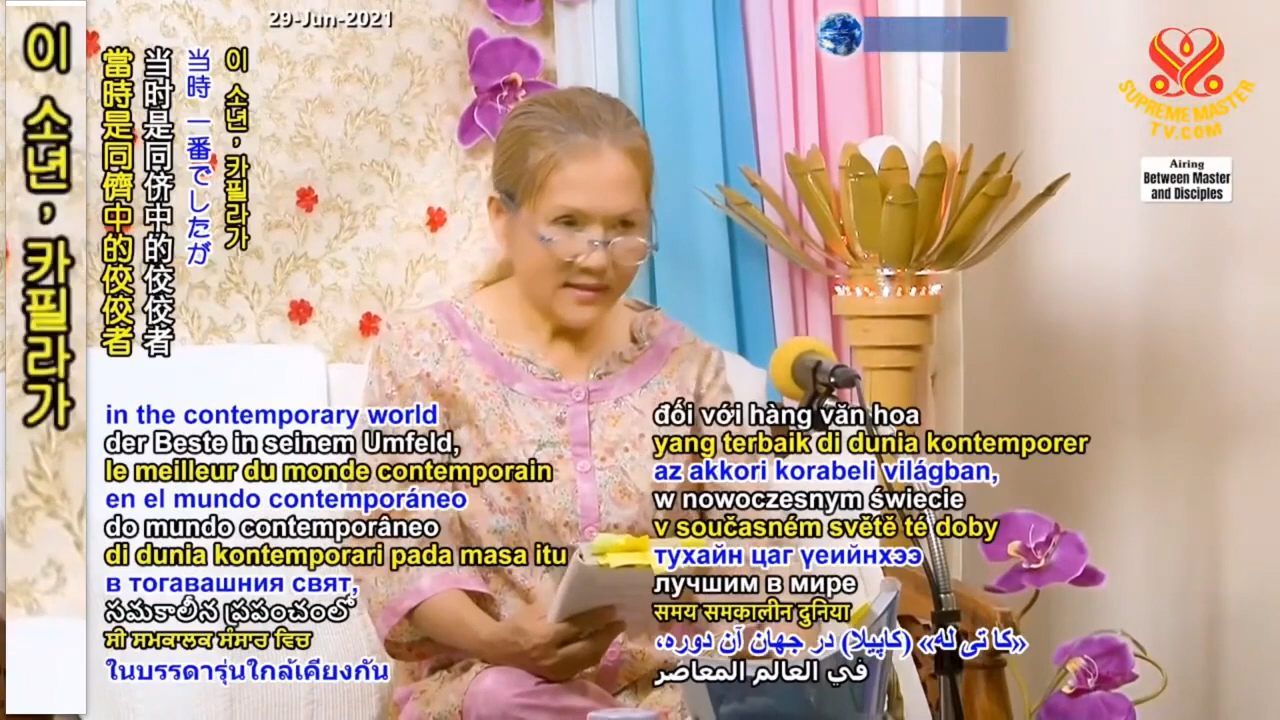 29-Jun-2021
SUPREME MASTER
TV.COM
Airing
Between Master
and Disciples
이 소년, 카필라가
當時是同儕中的佼佼者
当时是同侪中的佼佼者
当時 一番でしたが
이 소년, 카필라가
in the contemporary world
der Beste in seinem Umfeld,
le meilleur du monde contemporain
en el mundo contemporáneo
do mundo contemporâneo
di dunia kontemporari pada masa itu
в тогавашния свят,
సమకాలీన ప్రపంచంలో
ਸੀ ਸਮਕਾਲਕ ਸੰਸਾਰ ਵਿਚ
ในบรรดารุ่นใกล้เคียงกัน
đối với hàng văn hoa
yang terbaik di dunia kontemporer
az akkori korabeli világban,
w nowoczesnym świecie
v současném světě té doby
тухайн цаг үеийнхээ
лучшим в мире
समय समकालीन दुनिया
«کا تی له» (کاپیلا) در جهان آن دوره،
في العالم المعاصر